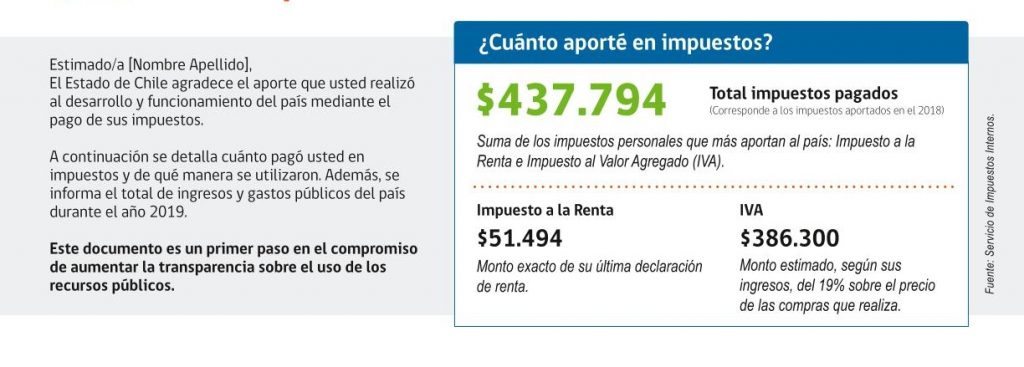 Estimado/a [Nombre Apellido],
El Estado de Chile agradece el aporte que usted realizó
al desarrollo y funcionamiento del país mediante el
pago de sus impuestos.
A continuación se detalla cuánto pagó usted en
impuestos y de qué manera se utilizaron. Además, se
informa el total de ingresos y gastos públicos del país
durante el año 2019.
Este documento es un primer paso en el compromiso
de aumentar la transparencia sobre el uso de los
recursos públicos.
¿Cuánto aporté en impuestos?
$437.794
Total impuestos pagados
(Corresponde a los impuestos aportados en el 2018)
Suma de los impuestos personales que más aportan al país: Impuesto a la
Renta e Impuesto al Valor Agregado (IVA).
Impuesto a la Renta
$51.494
Monto exacto de su última declaración
de renta.
IVA
$386.300
Monto estimado, según sus
ingresos, del 19% sobre el precio
de las compras que realiza.
Fuente: Servicio de Impuestos Internos.